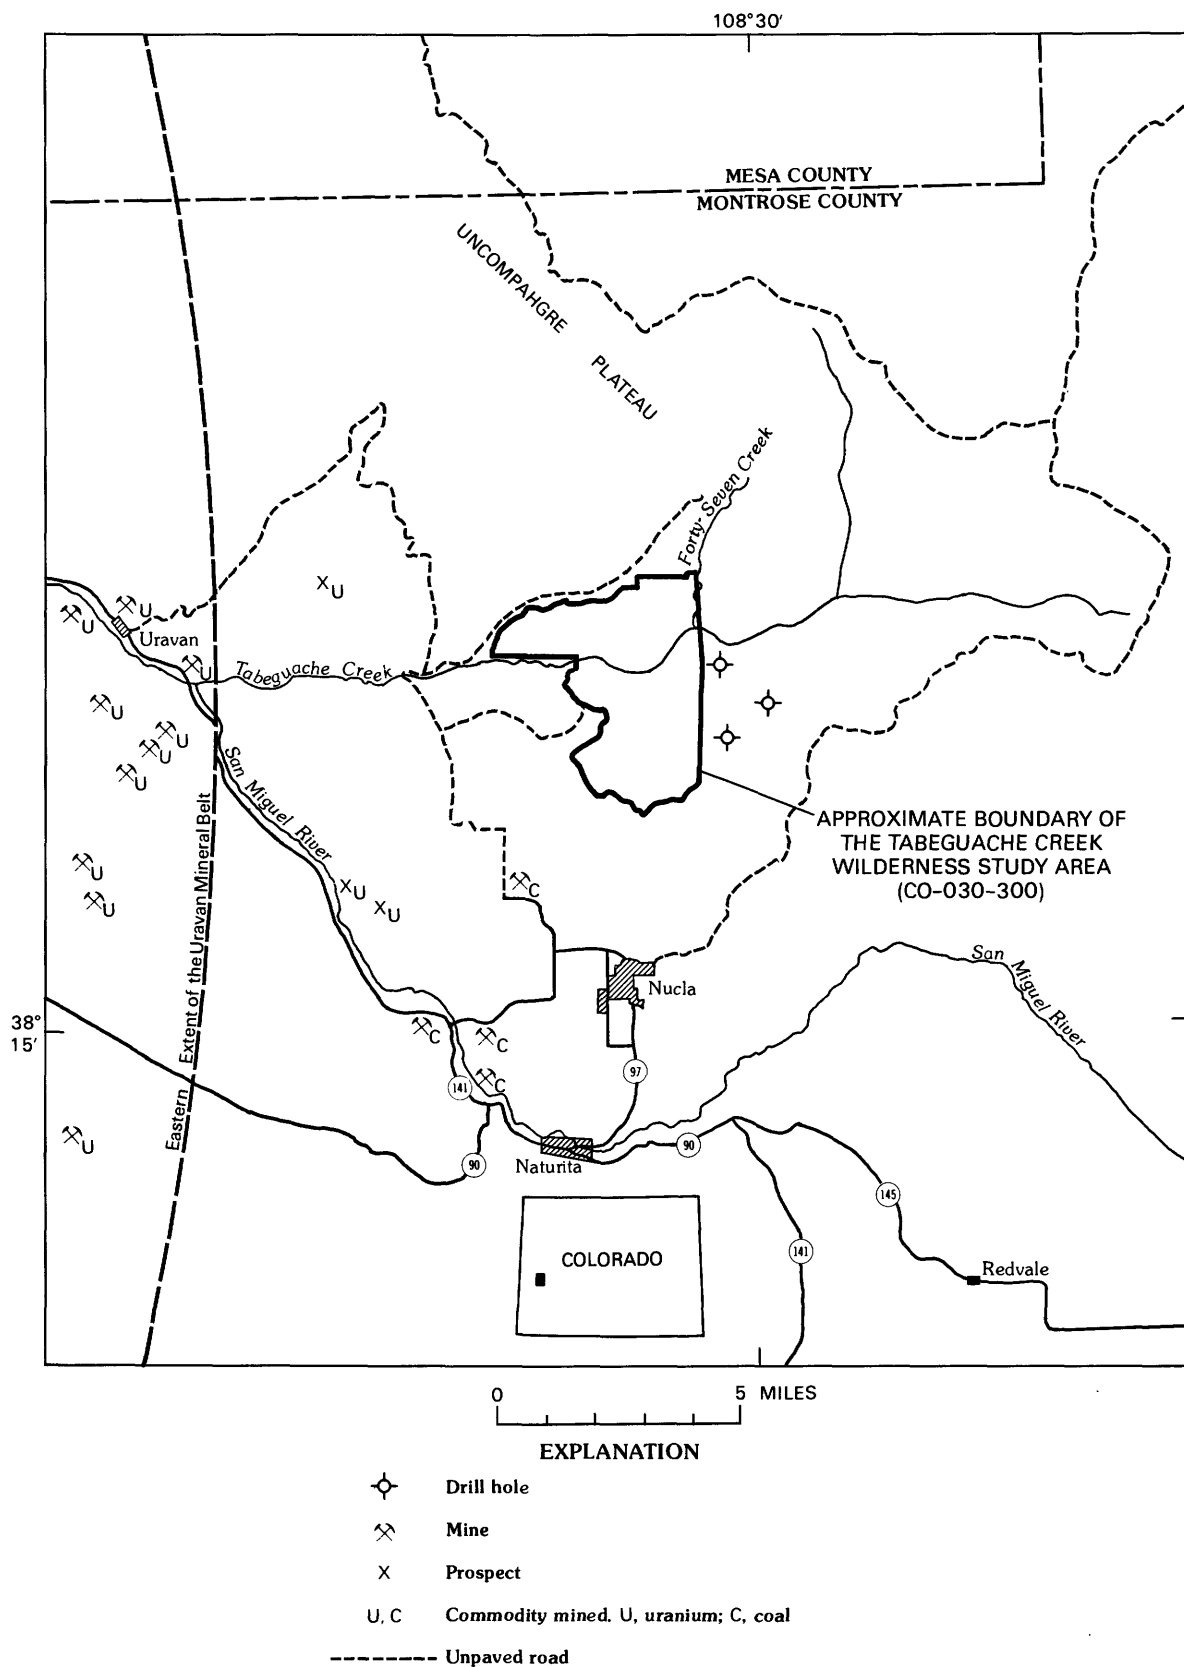 108°30′
MESA COUNTY
MONTROSE COUNTY
UNCOMPAHGRE
PLATEAU
Forty-Seven Creek
X U
U
U
Uravan
U
Tabeguache Creek
U
U
U
U
San Miguel River
APPROXIMATE BOUNDARY OF
THE TABEGUACHE CREEK
WILDERNESS STUDY AREA
(CO-030-300)
U
U
X U
X U
C
Eastern Extent of the Uravan Mineral Belt
San Miguel River
Nucla
38°
15′
C
C
C
97
141
U
90
Naturita
90
145
141
COLORADO
Redvale
0 5 MILES
EXPLANATION
Drill hole
Mine
X Prospect
U, C Commodity mined. U, uranium; C, coal
Unpaved road